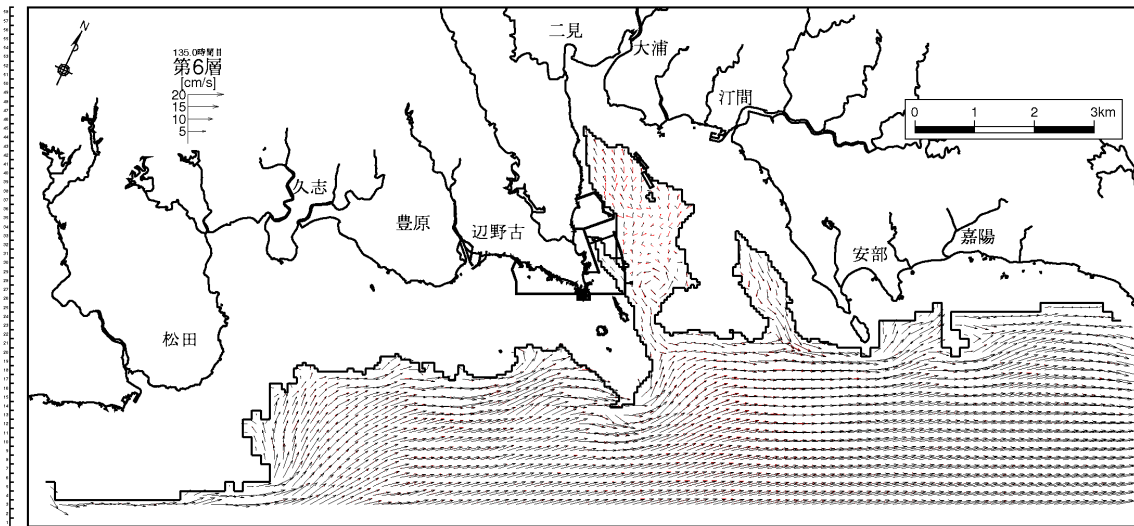 N
135.0時間目
第6層
[cm/s]
20
15
10
5
二見
大浦
汀間
0 1 2 3km
久志
豊原
辺野古
安部
嘉陽
松田